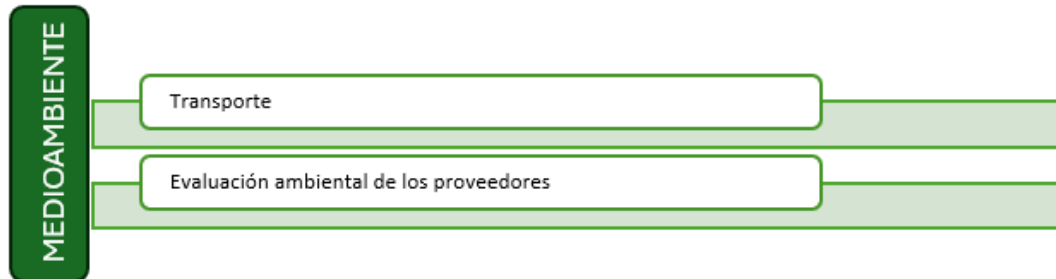 MEDIOAMBIENTE
Transporte
Evaluación ambiental de los proveedores